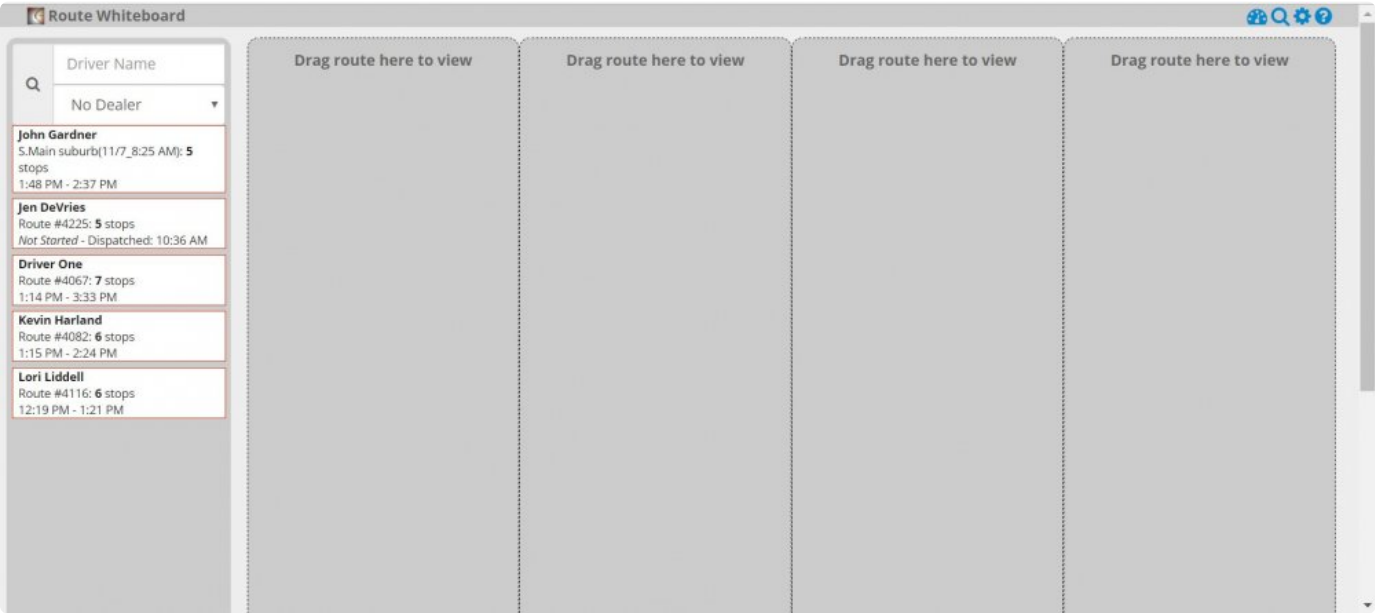 Route Whiteboard
Driver Name
No Dealer
John Gardner
S.Main suburb(11/7_8:25 AM): 5
stops
1:48 PM - 2:37 PM
Jen DeVries
Route #4225: 5 stops
Not Started - Dispatched: 10:36 AM
Driver One
Route #4067: 7 stops
1:14 PM - 3:33 PM
Kevin Harland
Route #4082: 6 stops
1:15 PM - 2:24 PM
Lori Liddell
Route #4116: 6 stops
12:19 PM - 1:21 PM
Drag route here to view
Drag route here to view
Drag route here to view
Drag route here to view